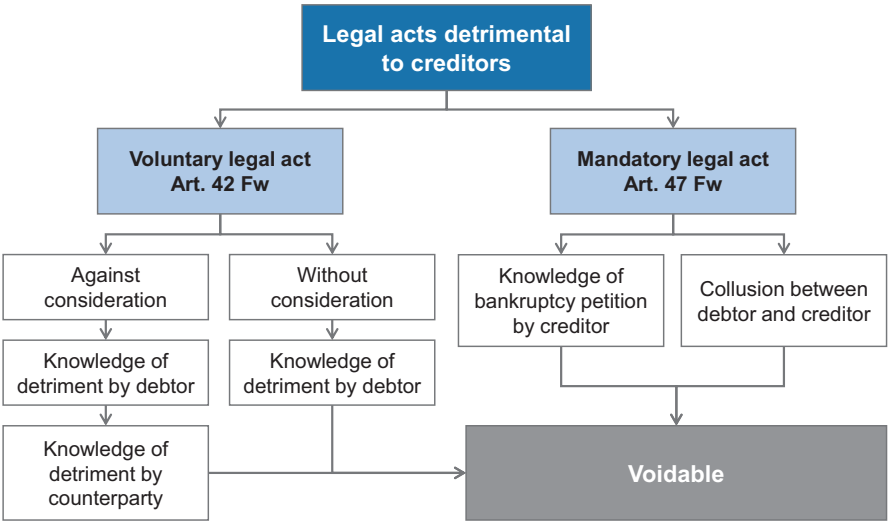 Legal acts detrimental
to creditors
Voluntary legal act
Art. 42 Fw
Mandatory legal act
Art. 47 Fw
Against
consideration
Without
consideration
Knowledge of
bankruptcy petition
by creditor
Collusion between
debtor and creditor
Knowledge of
detriment by debtor
Knowledge of
detriment by debtor
Knowledge of
detriment by
counterparty
Voidable